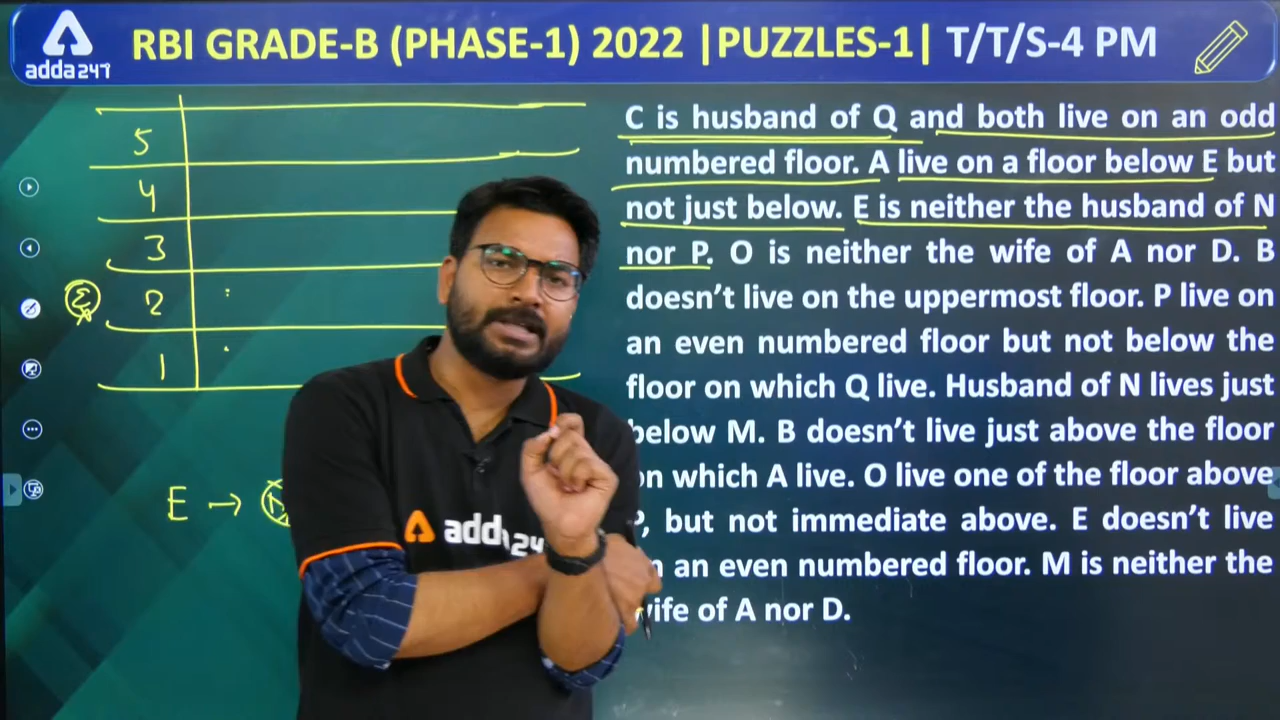 adda247
RBI GRADE-B (PHASE-1) 2022 |PUZZLES-1| T/T/S-4 PM
5
4
3
2
1
E →
C is husband of Q and both live on an odd
numbered floor. A live on a floor below E but
not just below. E is neither the husband of N
nor P. O is neither the wife of A nor D. B
doesn't live on the uppermost floor. P live on
an even numbered floor but not below the
floor on which Q live. Husband of N lives just
below M. B doesn't live just above the floor
on which A live. O live one of the floor above
P, but not immediate above. E doesn't live
an even numbered floor. M is neither the
wife of A nor D.
adda247